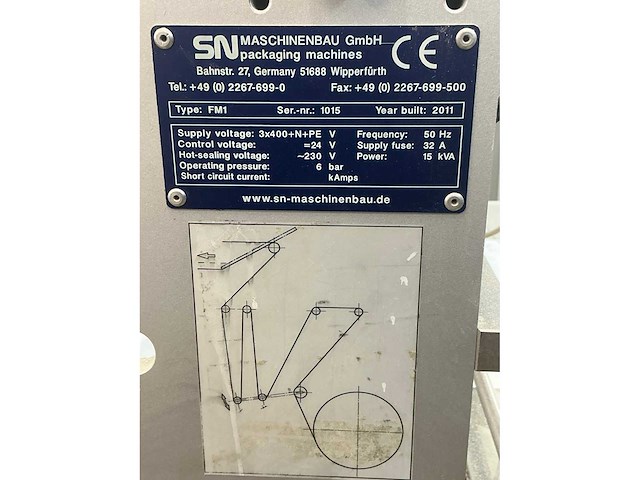 SN MASCHINENBAU GmbH
packaging machines
CE
Bahnstr. 27, Germany 51688 Wipperfürth
Tel.: +49 (0) 2267-699-0 Fax: +49 (0) 2267-699-500
Type: FM1 Ser.-nr.: 1015 Year built: 2011
Supply voltage: 3x400+N+PE V Frequency: 50 Hz
Control voltage: =24 V Supply fuse: 32 A
Hot-sealing voltage: ~230 V Power: 15 kVA
Operating pressure: 6 bar
Short circuit current: kAmps
www.sn-maschinenbau.de